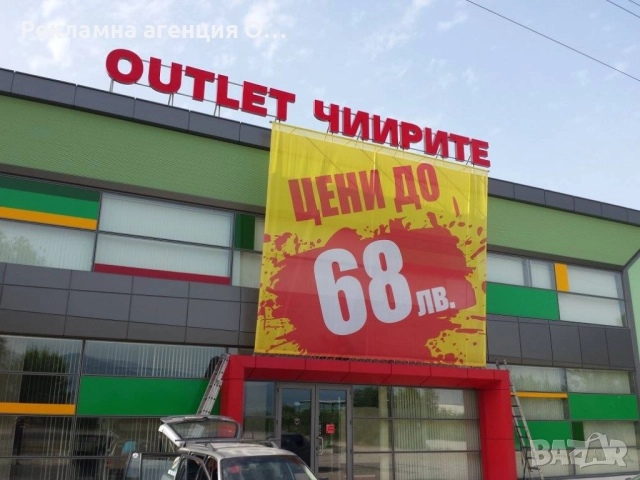 Рекламна агенция О...
OUTLET ЧИИРИТЕ
ЦЕНИ ДО
68 лв.
BAZAR